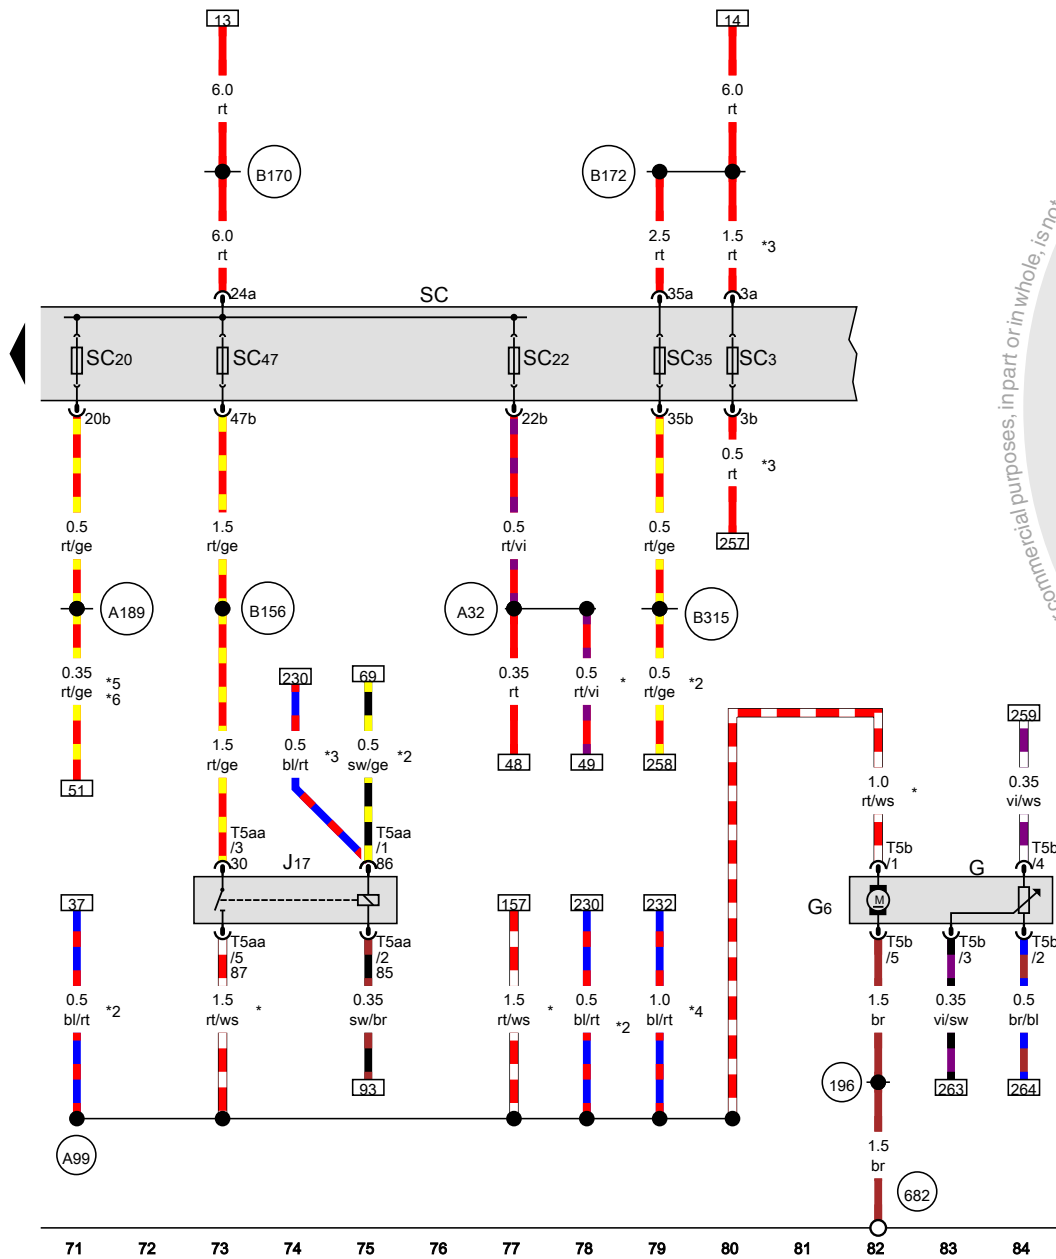 13
14
6.0
rt
6.0
rt
B170
B172
6.0
rt
2.5
rt
1.5
rt
*3
24a
SC
35a
3a
SC20
SC47
SC22
SC35
SC3
20b
47b
22b
35b
3b
0.5
rt
*3
257
0.5
rt/ge
1.5
rt/ge
0.5
rt/vi
0.5
rt/ge
A189
B156
A32
B315
0.35
rt/ge
*5
*6
230
69
0.35
rt
0.5
rt/vi
*
0.5
rt/ge
*2
259
1.5
rt/ge
0.5
bl/rt
*3
0.5
sw/ge
*2
51
48
49
258
1.0
rt/ws
*
0.35
vi/ws
T5aa
/3
30
J17
T5aa
/1
86
T5b
/1
G
T5b
/4
37
157
230
232
G6
M
T5aa
/5
87
T5aa
/2
85
T5b
/5
T5b
/3
T5b
/2
0.5
bl/rt
*2
1.5
rt/ws
*
0.35
sw/br
1.5
rt/ws
*
0.5
bl/rt
*2
1.0
bl/rt
*4
1.5
br
0.35
vi/sw
0.5
br/bl
93
196
263
264
A99
1.5
br
682
71 72 73 74 75 76 77 78 79 80 81 82 83 84
commercial purposes, in part or in whole, is not